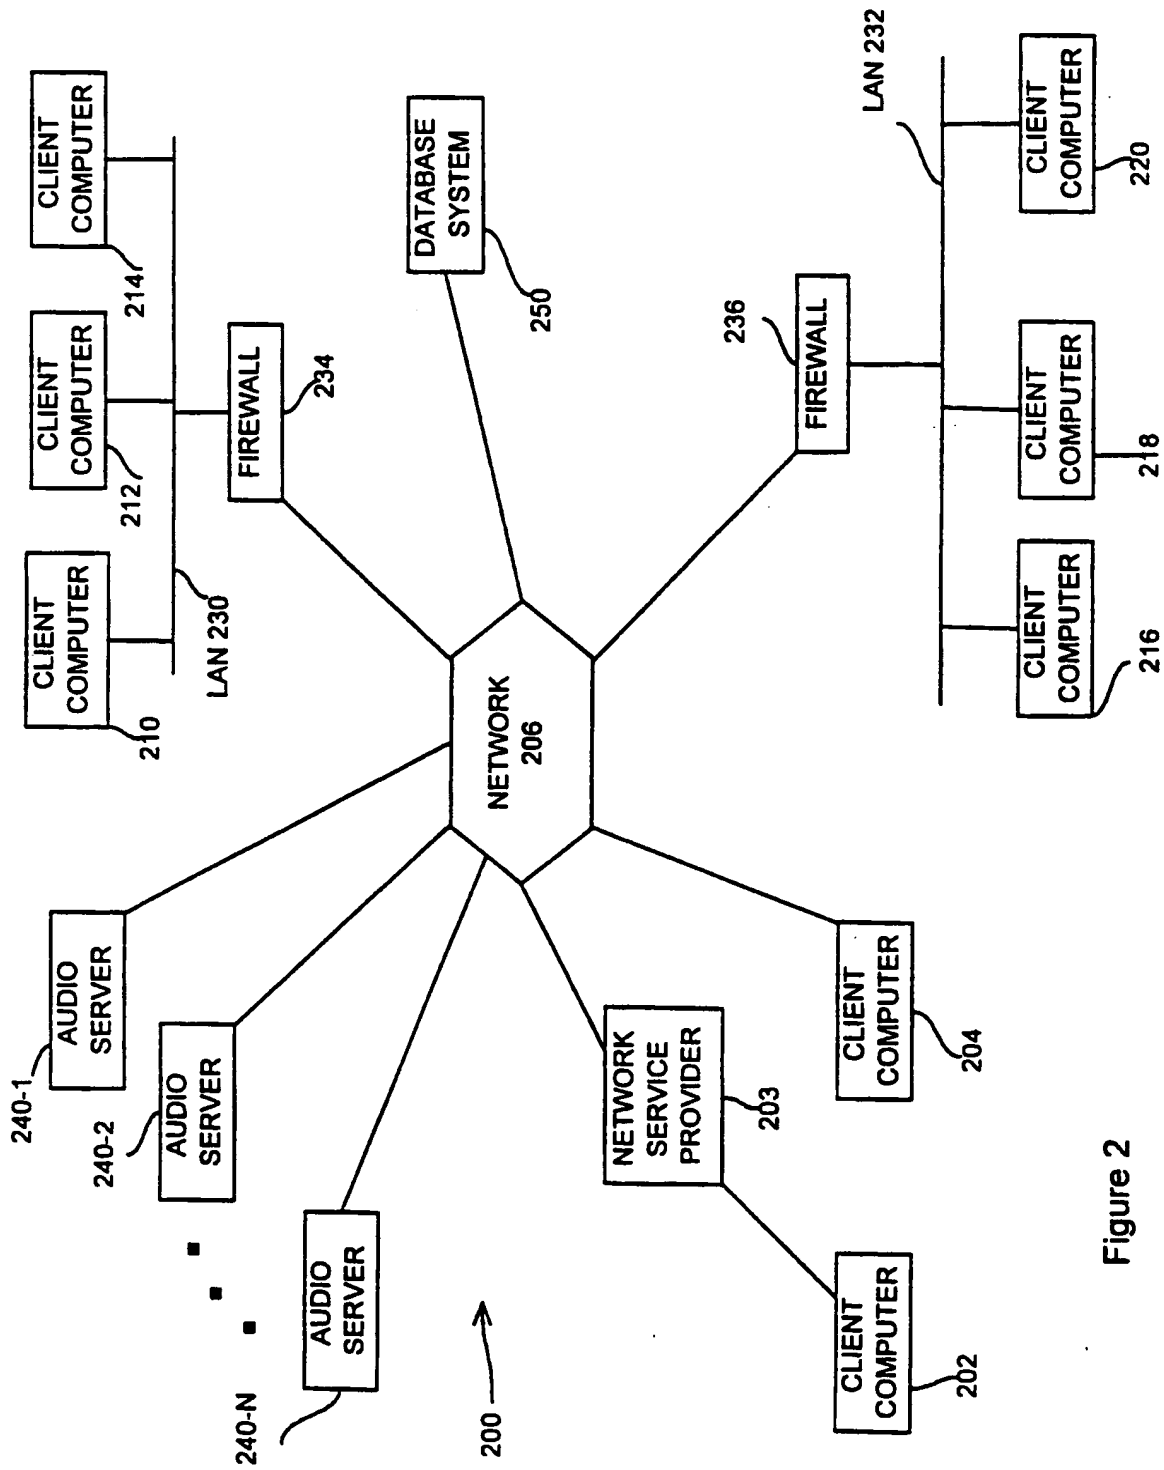 240-1
AUDIO
SERVER
240-2
AUDIO
SERVER
240-N
AUDIO
SERVER
200
CLIENT
COMPUTER
210
CLIENT
COMPUTER
212
CLIENT
COMPUTER
214
LAN 230
FIREWALL
234
DATABASE
SYSTEM
250
NETWORK
206
NETWORK
SERVICE
PROVIDER
203
CLIENT
COMPUTER
202
CLIENT
COMPUTER
204
236
FIREWALL
LAN 232
CLIENT
COMPUTER
216
CLIENT
COMPUTER
218
CLIENT
COMPUTER
220
Figure 2